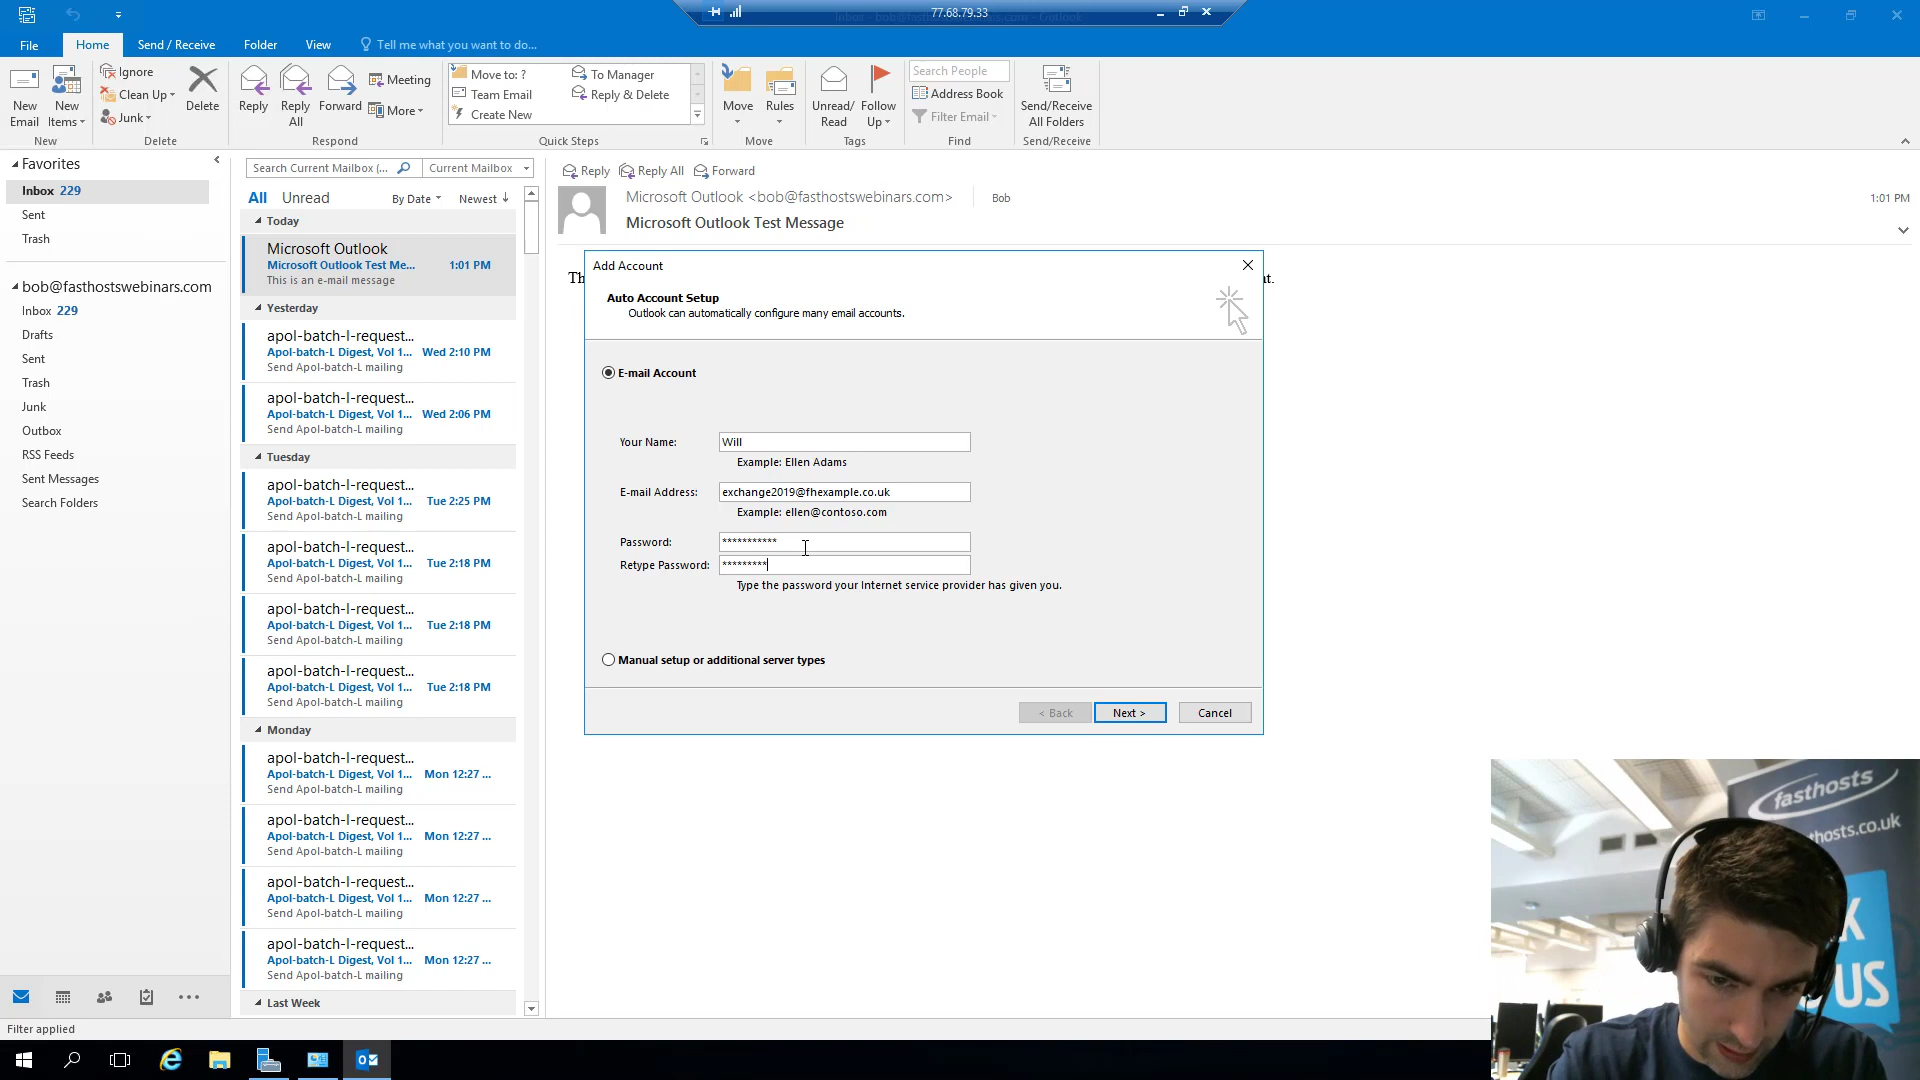 77.68.79.33
File
Home
Send / Receive
Folder
View
Tell me what you want to do...
New Email
New Items
New
Ignore
Clean Up
Junk
Delete
Delete
Reply
Reply All
Forward
Meeting
More
Respond
Move to: ?
Team Email
Create New
To Manager
Reply & Delete
Quick Steps
Move
Rules
Move
Unread/ Read
Follow Up
Tags
Search People
Address Book
Filter Email
Find
Send/Receive All Folders
Send/Receive
Favorites
Inbox 229
Sent
Trash
bob@fasthostswebinars.com
Inbox 229
Drafts
Sent
Trash
Junk
Outbox
RSS Feeds
Sent Messages
Search Folders
Search Current Mailbox (...
Current Mailbox
All
Unread
By Date
Newest
Today
Microsoft Outlook
Microsoft Outlook Test Me... 1:01 PM
This is an e-mail message
Yesterday
apol-batch-l-request...
Apol-batch-L Digest, Vol 1... Wed 2:10 PM
Send Apol-batch-L mailing
apol-batch-l-request...
Apol-batch-L Digest, Vol 1... Wed 2:06 PM
Send Apol-batch-L mailing
Tuesday
apol-batch-l-request...
Apol-batch-L Digest, Vol 1... Tue 2:25 PM
Send Apol-batch-L mailing
apol-batch-l-request...
Apol-batch-L Digest, Vol 1... Tue 2:18 PM
Send Apol-batch-L mailing
apol-batch-l-request...
Apol-batch-L Digest, Vol 1... Tue 2:18 PM
Send Apol-batch-L mailing
apol-batch-l-request...
Apol-batch-L Digest, Vol 1... Tue 2:18 PM
Send Apol-batch-L mailing
Monday
apol-batch-l-request...
Apol-batch-L Digest, Vol 1... Mon 12:27 ...
Send Apol-batch-L mailing
apol-batch-l-request...
Apol-batch-L Digest, Vol 1... Mon 12:27 ...
Send Apol-batch-L mailing
apol-batch-l-request...
Apol-batch-L Digest, Vol 1... Mon 12:27 ...
Send Apol-batch-L mailing
apol-batch-l-request...
Apol-batch-L Digest, Vol 1... Mon 12:27 ...
Send Apol-batch-L mailing
Last Week
Reply
Reply All
Forward
Microsoft Outlook <bob@fasthostswebinars.com>
Bob
1:01 PM
Microsoft Outlook Test Message
Th
t.
Add Account
Auto Account Setup
Outlook can automatically configure many email accounts.
E-mail Account
Your Name: Will
Example: Ellen Adams
E-mail Address: exchange2019@fhexample.co.uk
Example: ellen@contoso.com
Password: ***********
Retype Password: *********
Type the password your Internet service provider has given you.
Manual setup or additional server types
< Back
Next >
Cancel
fasthosts
thosts.co.uk
K
US
Filter applied